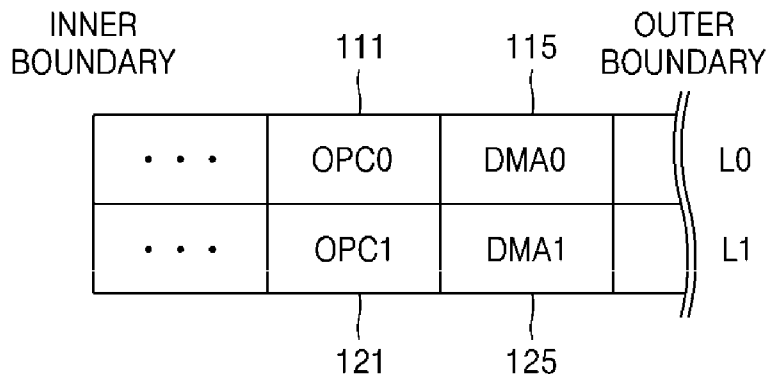 INNER
BOUNDARY
111
115
OUTER
BOUNDARY
• • •
OPC0
DMA0
L0
• • •
OPC1
DMA1
L1
121
125